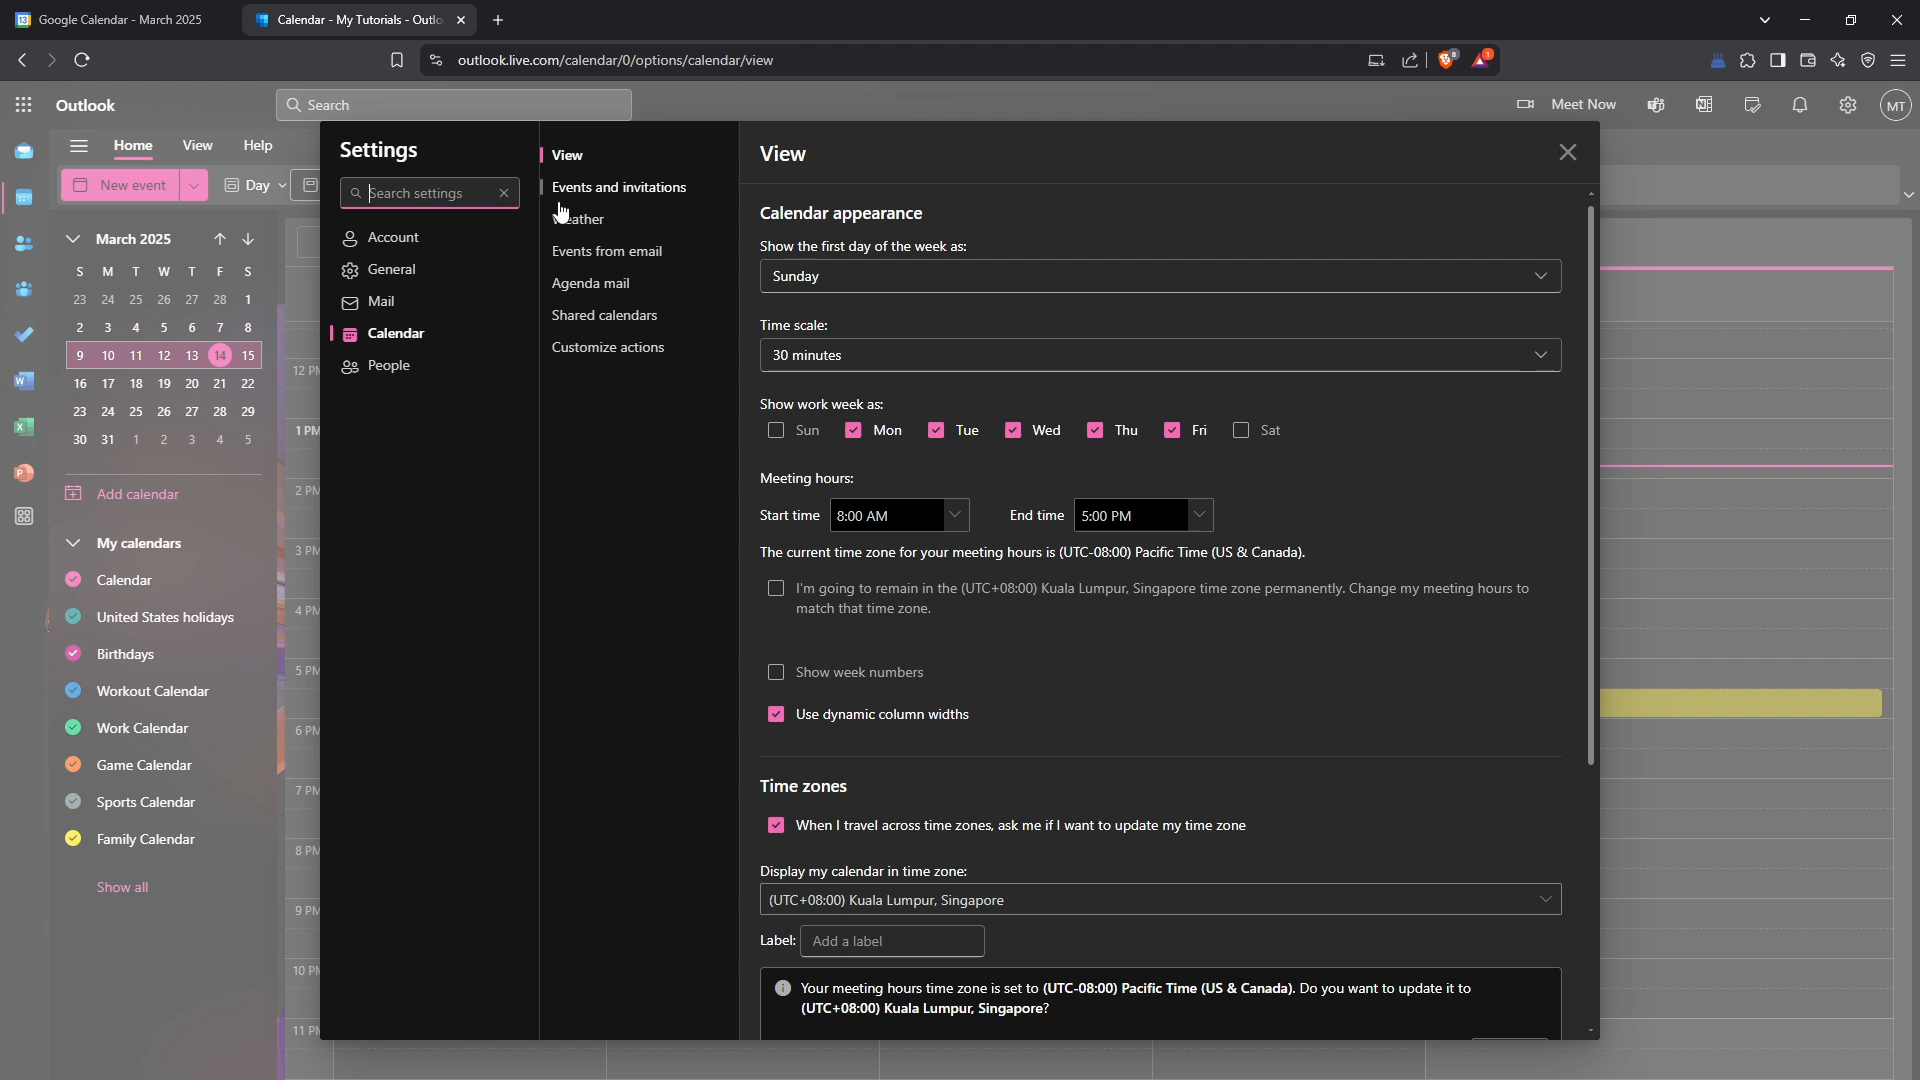 Google Calendar - March 2025
Calendar - My Tutorials - Outlo
outlook.live.com/calendar/0/options/calendar/view
8
1
Outlook
Search
Meet Now
MT
Home
View
Help
New event
Day
March 2025
S M T W T F S
23 24 25 26 27 28 1
2 3 4 5 6 7 8
9 10 11 12 13 14 15
16 17 18 19 20 21 22
23 24 25 26 27 28 29
30 31 1 2 3 4 5
Add calendar
My calendars
Calendar
United States holidays
Birthdays
Workout Calendar
Work Calendar
Game Calendar
Sports Calendar
Family Calendar
Show all
12 P
1 PM
2 PM
3 PM
4 PM
5 PM
6 PM
7 PM
8 PM
9 PM
10 P
11 P
Settings
Search settings
Account
General
Mail
Calendar
People
View
Events and invitations
Weather
Events from email
Agenda mail
Shared calendars
Customize actions
View
Calendar appearance
Show the first day of the week as:
Sunday
Time scale:
30 minutes
Show work week as:
Sun Mon Tue Wed Thu Fri Sat
Meeting hours:
Start time 8:00 AM End time 5:00 PM
The current time zone for your meeting hours is (UTC-08:00) Pacific Time (US & Canada).
I'm going to remain in the (UTC+08:00) Kuala Lumpur, Singapore time zone permanently. Change my meeting hours to
match that time zone.
Show week numbers
Use dynamic column widths
Time zones
When I travel across time zones, ask me if I want to update my time zone
Display my calendar in time zone:
(UTC+08:00) Kuala Lumpur, Singapore
Label: Add a label
Your meeting hours time zone is set to (UTC-08:00) Pacific Time (US & Canada). Do you want to update it to
(UTC+08:00) Kuala Lumpur, Singapore?